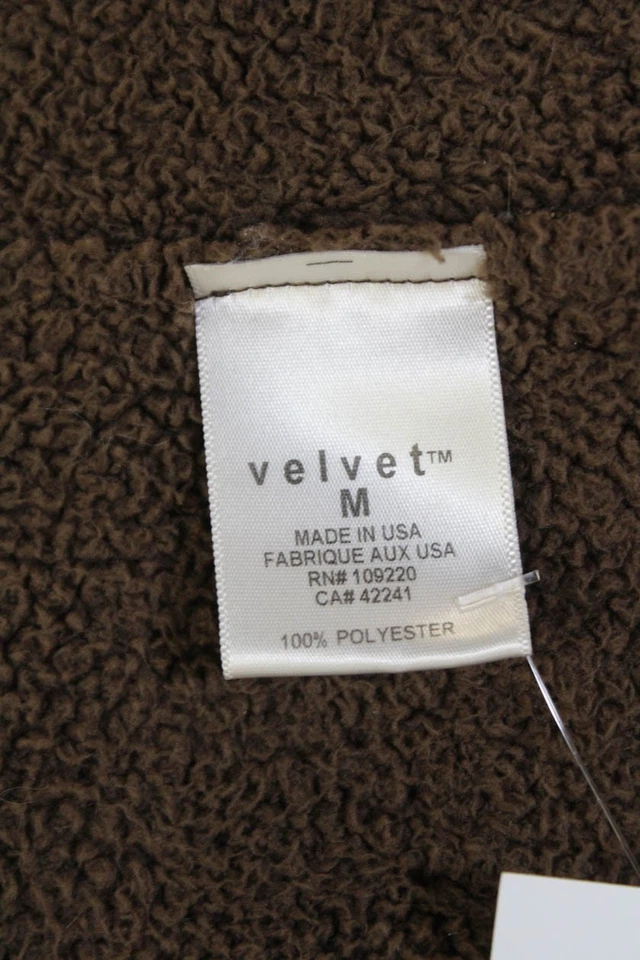 velvet™
M
MADE IN USA
FABRIQUE AUX USA
RN# 109220
CA# 42241
100% POLYESTER